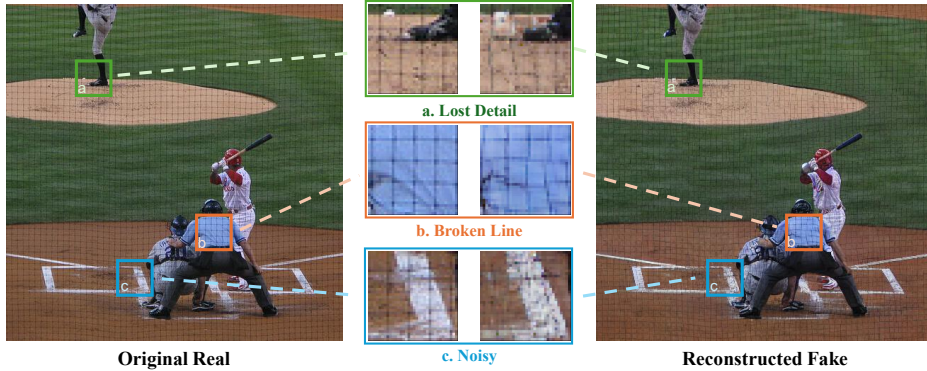 a
b
c
a. Lost Detail
b. Broken Line
c. Noisy
a
b
c
Original Real
Reconstructed Fake